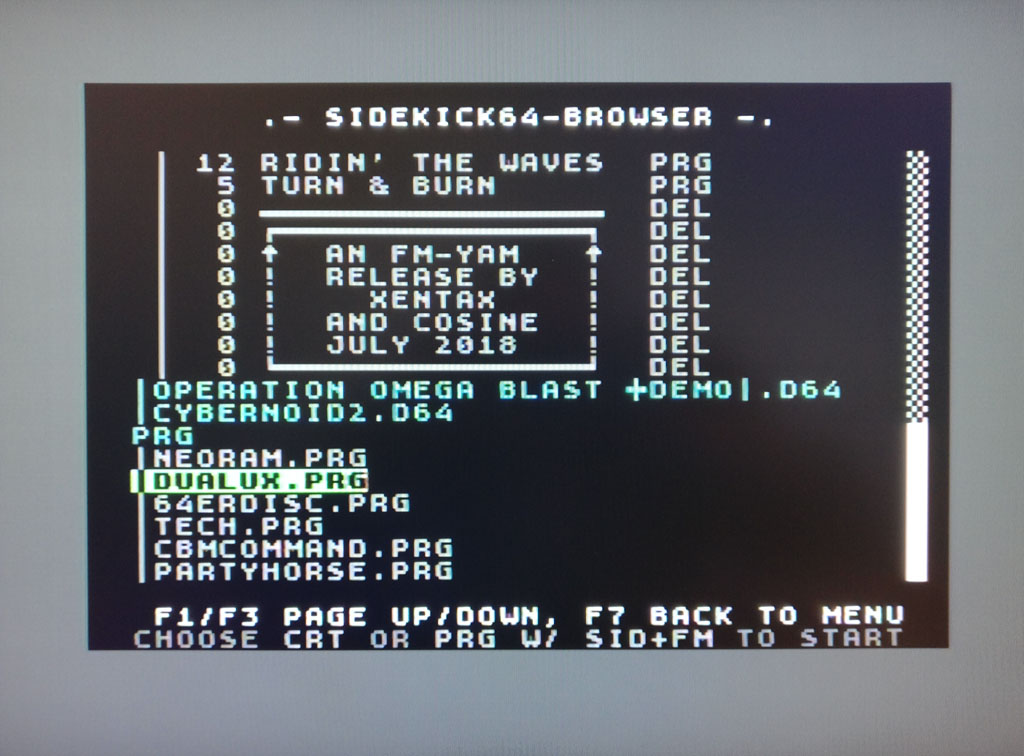 .- SIDEKICK64-BROWSER -.
12 RIDIN' THE WAVES PRG
5 TURN & BURN PRG
0 DEL
0 DEL
0 AN FM-YAM DEL
0 ! RELEASE BY ! DEL
0 ! XENTAX ! DEL
0 ! AND COSINE ! DEL
0 ! JULY 2018 ! DEL
0 DEL
|OPERATION OMEGA BLAST +DEMO|.D64
|CYBERNOID2.D64
PRG
|NEORAM.PRG
|DUALUX.PRG
|64ERDISC.PRG
|TECH.PRG
|CBMCOMMAND.PRG
|PARTYHORSE.PRG
F1/F3 PAGE UP/DOWN, F7 BACK TO MENU
CHOOSE CRT OR PRG W/ SID+FM TO START